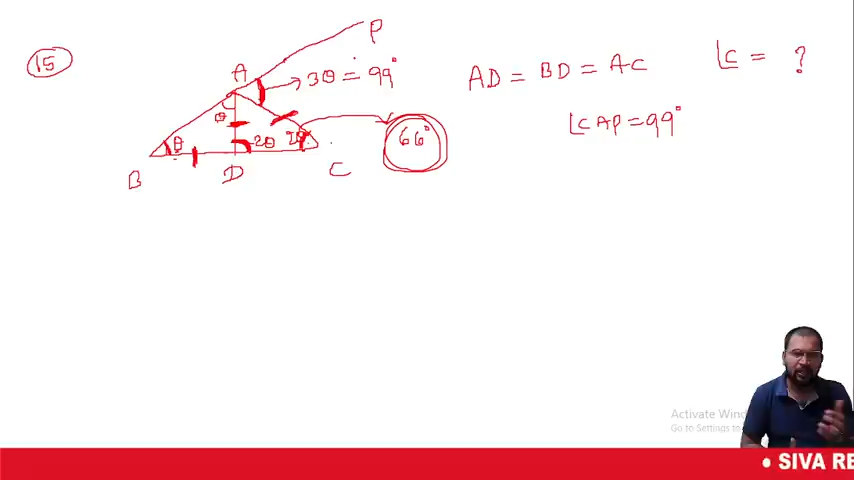 15
P
A
3θ = 99°
AD = BD = AC
∠C = ?
∠CAP = 99°
θ
θ
2θ
2θ
66°
B
D
C
Activate Wind
Go to Settings to
• SIVA RE